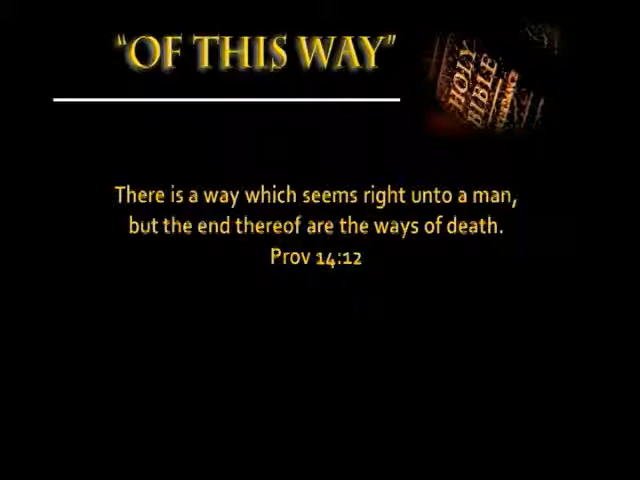 “OF THIS WAY”
HOLY
BIBLE
There is a way which seems right unto a man,
but the end thereof are the ways of death.
Prov 14:12